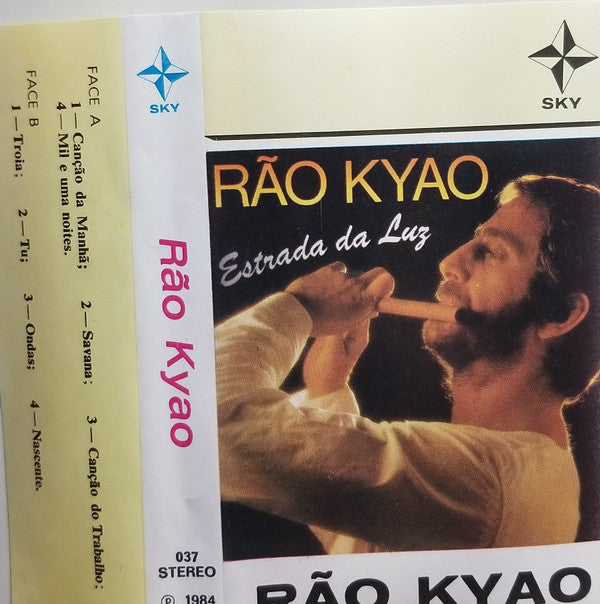 FACE A
1 — Canção da Manhã; 2 — Savana; 3 — Canção do Trabalho;
4 — Mil e uma noites.
FACE B
1 — Troia; 2 — Tu; 3 — Ondas; 4 — Nascente.
SKY
Rão Kyao
037
STEREO
℗ 1984
SKY
RÃO KYAO
Estrada da Luz
RÃO KYAO